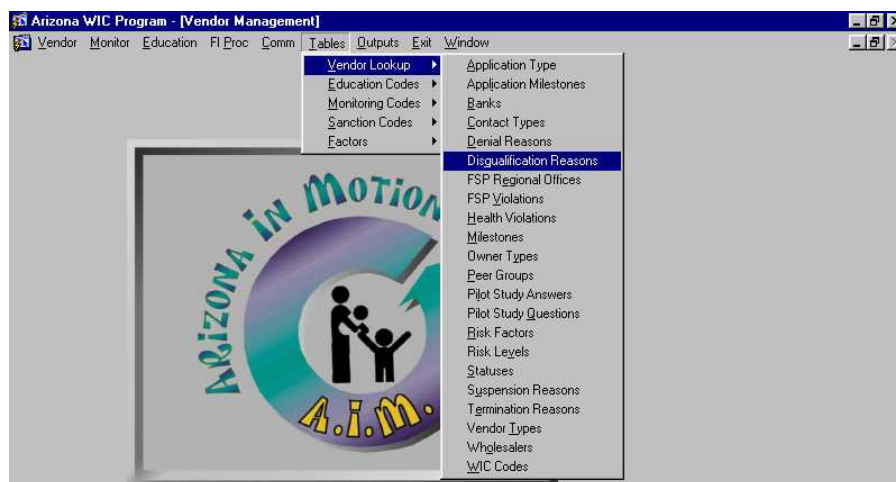 Arizona WIC Program - [Vendor Management]
Vendor Monitor Education FI Proc Comm Tables Outputs Exit Window
Vendor Lookup
Education Codes
Monitoring Codes
Sanction Codes
Factors
Application Type
Application Milestones
Banks
Contact Types
Denial Reasons
Disqualification Reasons
FSP Regional Offices
FSP Violations
Health Violations
Milestones
Owner Types
Peer Groups
Pilot Study Answers
Pilot Study Questions
Risk Factors
Risk Levels
Statuses
Suspension Reasons
Termination Reasons
Vendor Types
Wholesalers
WIC Codes
ARIZONA IN MOTION
A.I.M.